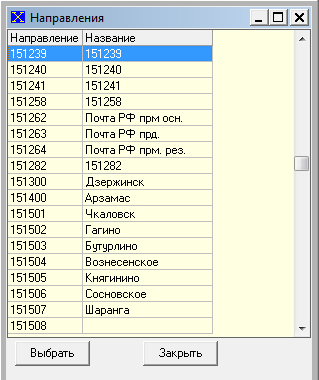 Направления
Направление Название
151239 151239
151240 151240
151241 151241
151258 151258
151262 Почта РФ прм осн.
151263 Почта РФ прд.
151264 Почта РФ прм. рез.
151282 151282
151300 Дзержинск
151400 Арзамас
151501 Чкаловск
151502 Гагино
151503 Бутурлино
151504 Вознесенское
151505 Княгинино
151506 Сосновское
151507 Шаранга
151508
Выбрать Закрыть